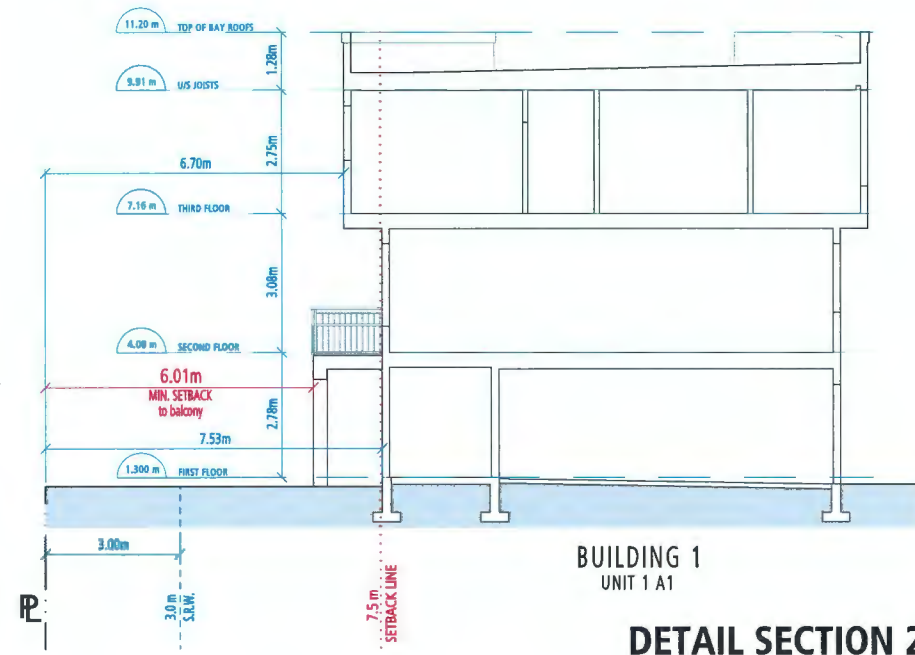 11.20 m TOP OF BAY ROOFS
1.28m
9.91 m U/S JOISTS
2.75m
6.70m
7.16 m THIRD FLOOR
3.08m
4.08 m SECOND FLOOR
6.01m
MIN. SETBACK
to balcony
2.78m
7.53m
1.300 m FIRST FLOOR
3.00m
PL
3.0 m
S.R.W.
7.5 m
SETBACK LINE
BUILDING 1
UNIT 1 A1
DETAIL SECTION 2